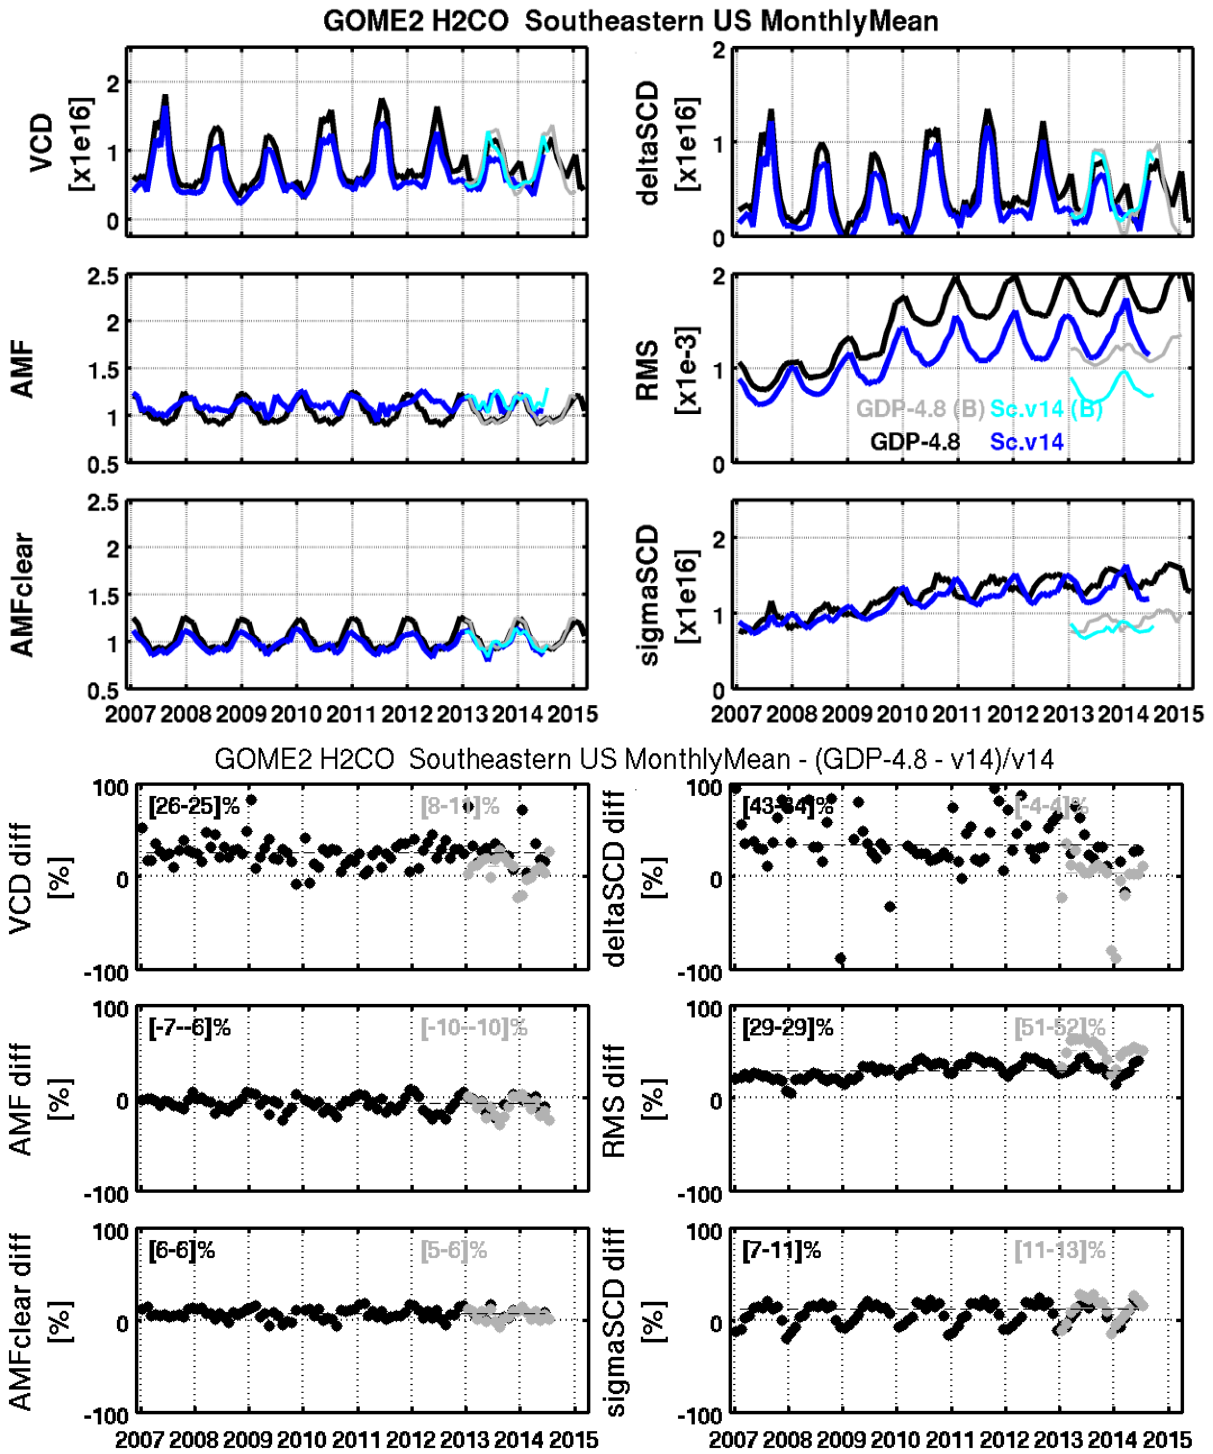 GOME2 H2CO  Southeastern US MonthlyMean
VCD
[x1e16]
2
1
0
deltaSCD
[x1e16]
2
1
0
AMF
2.5
2
1.5
1
0.5
RMS
[x1e-3]
2
1
0
GDP-4.8 (B) Sc.v14 (B)
GDP-4.8 Sc.v14
AMFclear
2.5
2
1.5
1
0.5
sigmaSCD
[x1e16]
2
1
0
2007 2008 2009 2010 2011 2012 2013 2014 2015
2007 2008 2009 2010 2011 2012 2013 2014 2015
GOME2 H2CO  Southeastern US MonthlyMean - (GDP-4.8 - v14)/v14
VCD diff
[%]
100
0
-100
[26-25]%
deltaSCD diff
[%]
100
0
-100
[43-34]%
[-4-4]%
AMF diff
[%]
100
0
-100
[-7--6]%
[-10--10]%
RMS diff
[%]
100
0
-100
[29-29]%
[51-52]%
AMFclear diff
[%]
100
0
-100
[6-6]%
[5-6]%
sigmaSCD diff
[%]
100
0
-100
[7-11]%
[11-13]%
2007 2008 2009 2010 2011 2012 2013 2014 2015
2007 2008 2009 2010 2011 2012 2013 2014 2015